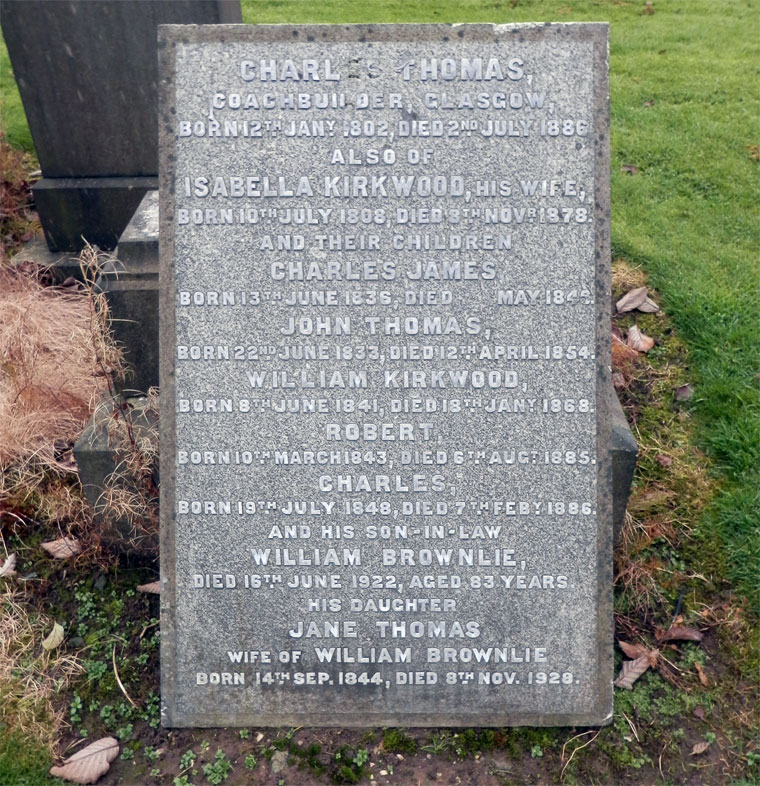 CHARLES THOMAS,
COACHBUILDER, GLASGOW,
BORN 12TH JANY. 1802, DIED 2ND JULY 1886
ALSO OF
ISABELLA KIRKWOOD, HIS WIFE,
BORN 10TH JULY 1808, DIED 9TH NOVR. 1878.
AND THEIR CHILDREN
CHARLES JAMES
BORN 13TH JUNE 1836, DIED MAY
JOHN THOMAS,
BORN 22ND JUNE 1833, DIED 12TH APRIL 1854.
WILLIAM KIRKWOOD,
BORN 8TH JUNE 1841, DIED 18TH JANY. 1868.
ROBERT,
BORN 10TH MARCH 1843, DIED 6TH AUGT. 1885.
CHARLES,
BORN 19TH JULY 1848, DIED 7TH FEBY. 1886.
AND HIS SON-IN-LAW
WILLIAM BROWNLIE,
DIED 16TH JUNE 1922, AGED 83 YEARS.
HIS DAUGHTER
JANE THOMAS
WIFE OF WILLIAM BROWNLIE
BORN 14TH SEP. 1844, DIED 8TH NOV. 1928.